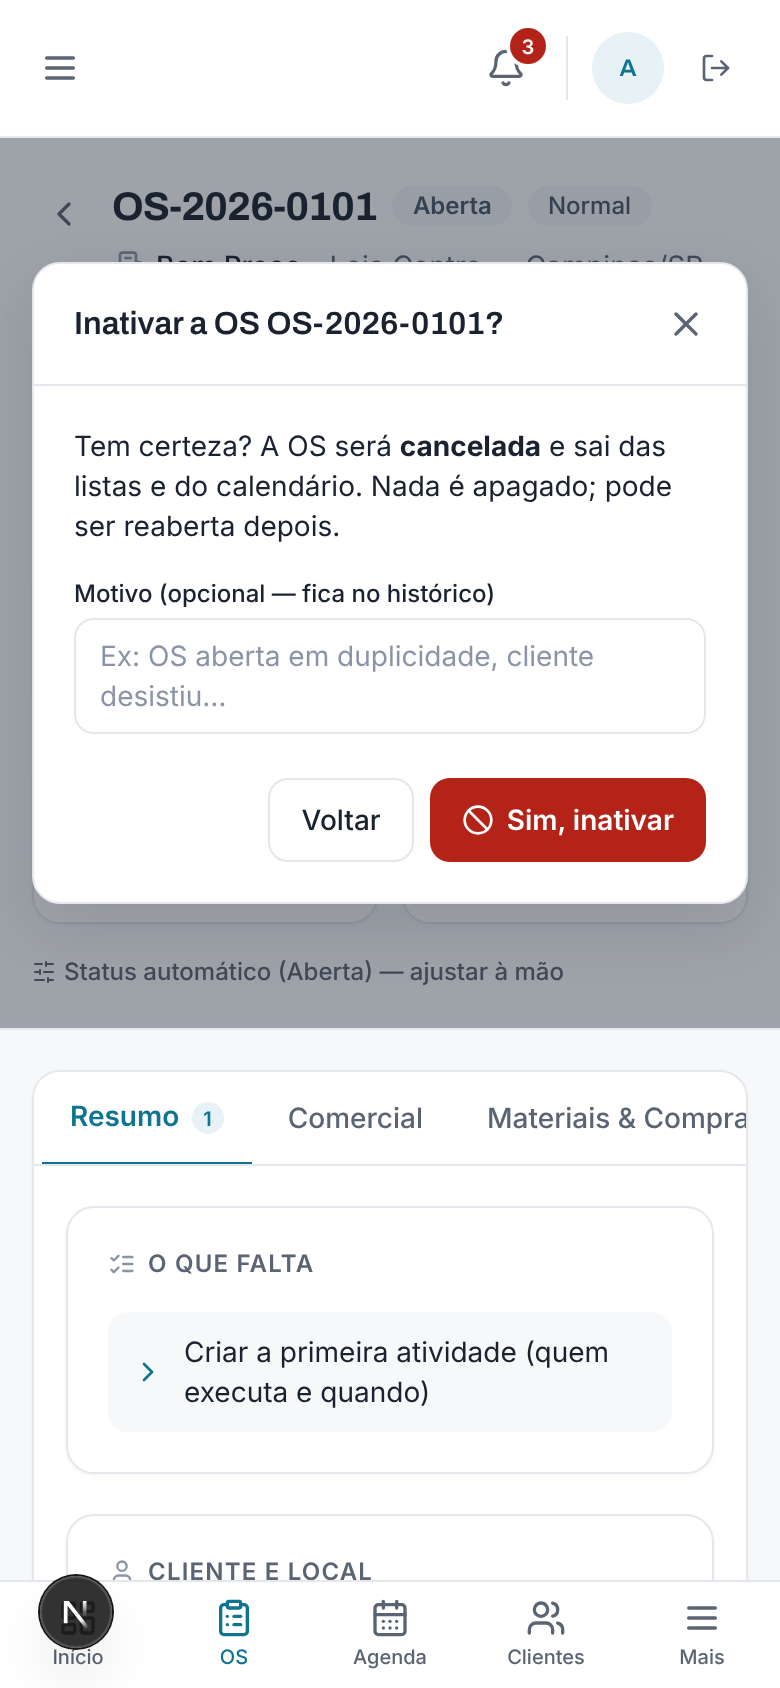 3
A
OS-2026-0101 Aberta Normal
Inativar a OS OS-2026-0101?
Tem certeza? A OS será cancelada e sai das
listas e do calendário. Nada é apagado; pode
ser reaberta depois.
Motivo (opcional — fica no histórico)
Ex: OS aberta em duplicidade, cliente
desistiu...
Voltar
Sim, inativar
Status automático (Aberta) — ajustar à mão
Resumo 1 Comercial Materiais & Compra
O QUE FALTA
Criar a primeira atividade (quem
executa e quando)
CLIENTE E LOCAL
N
Início OS Agenda Clientes Mais